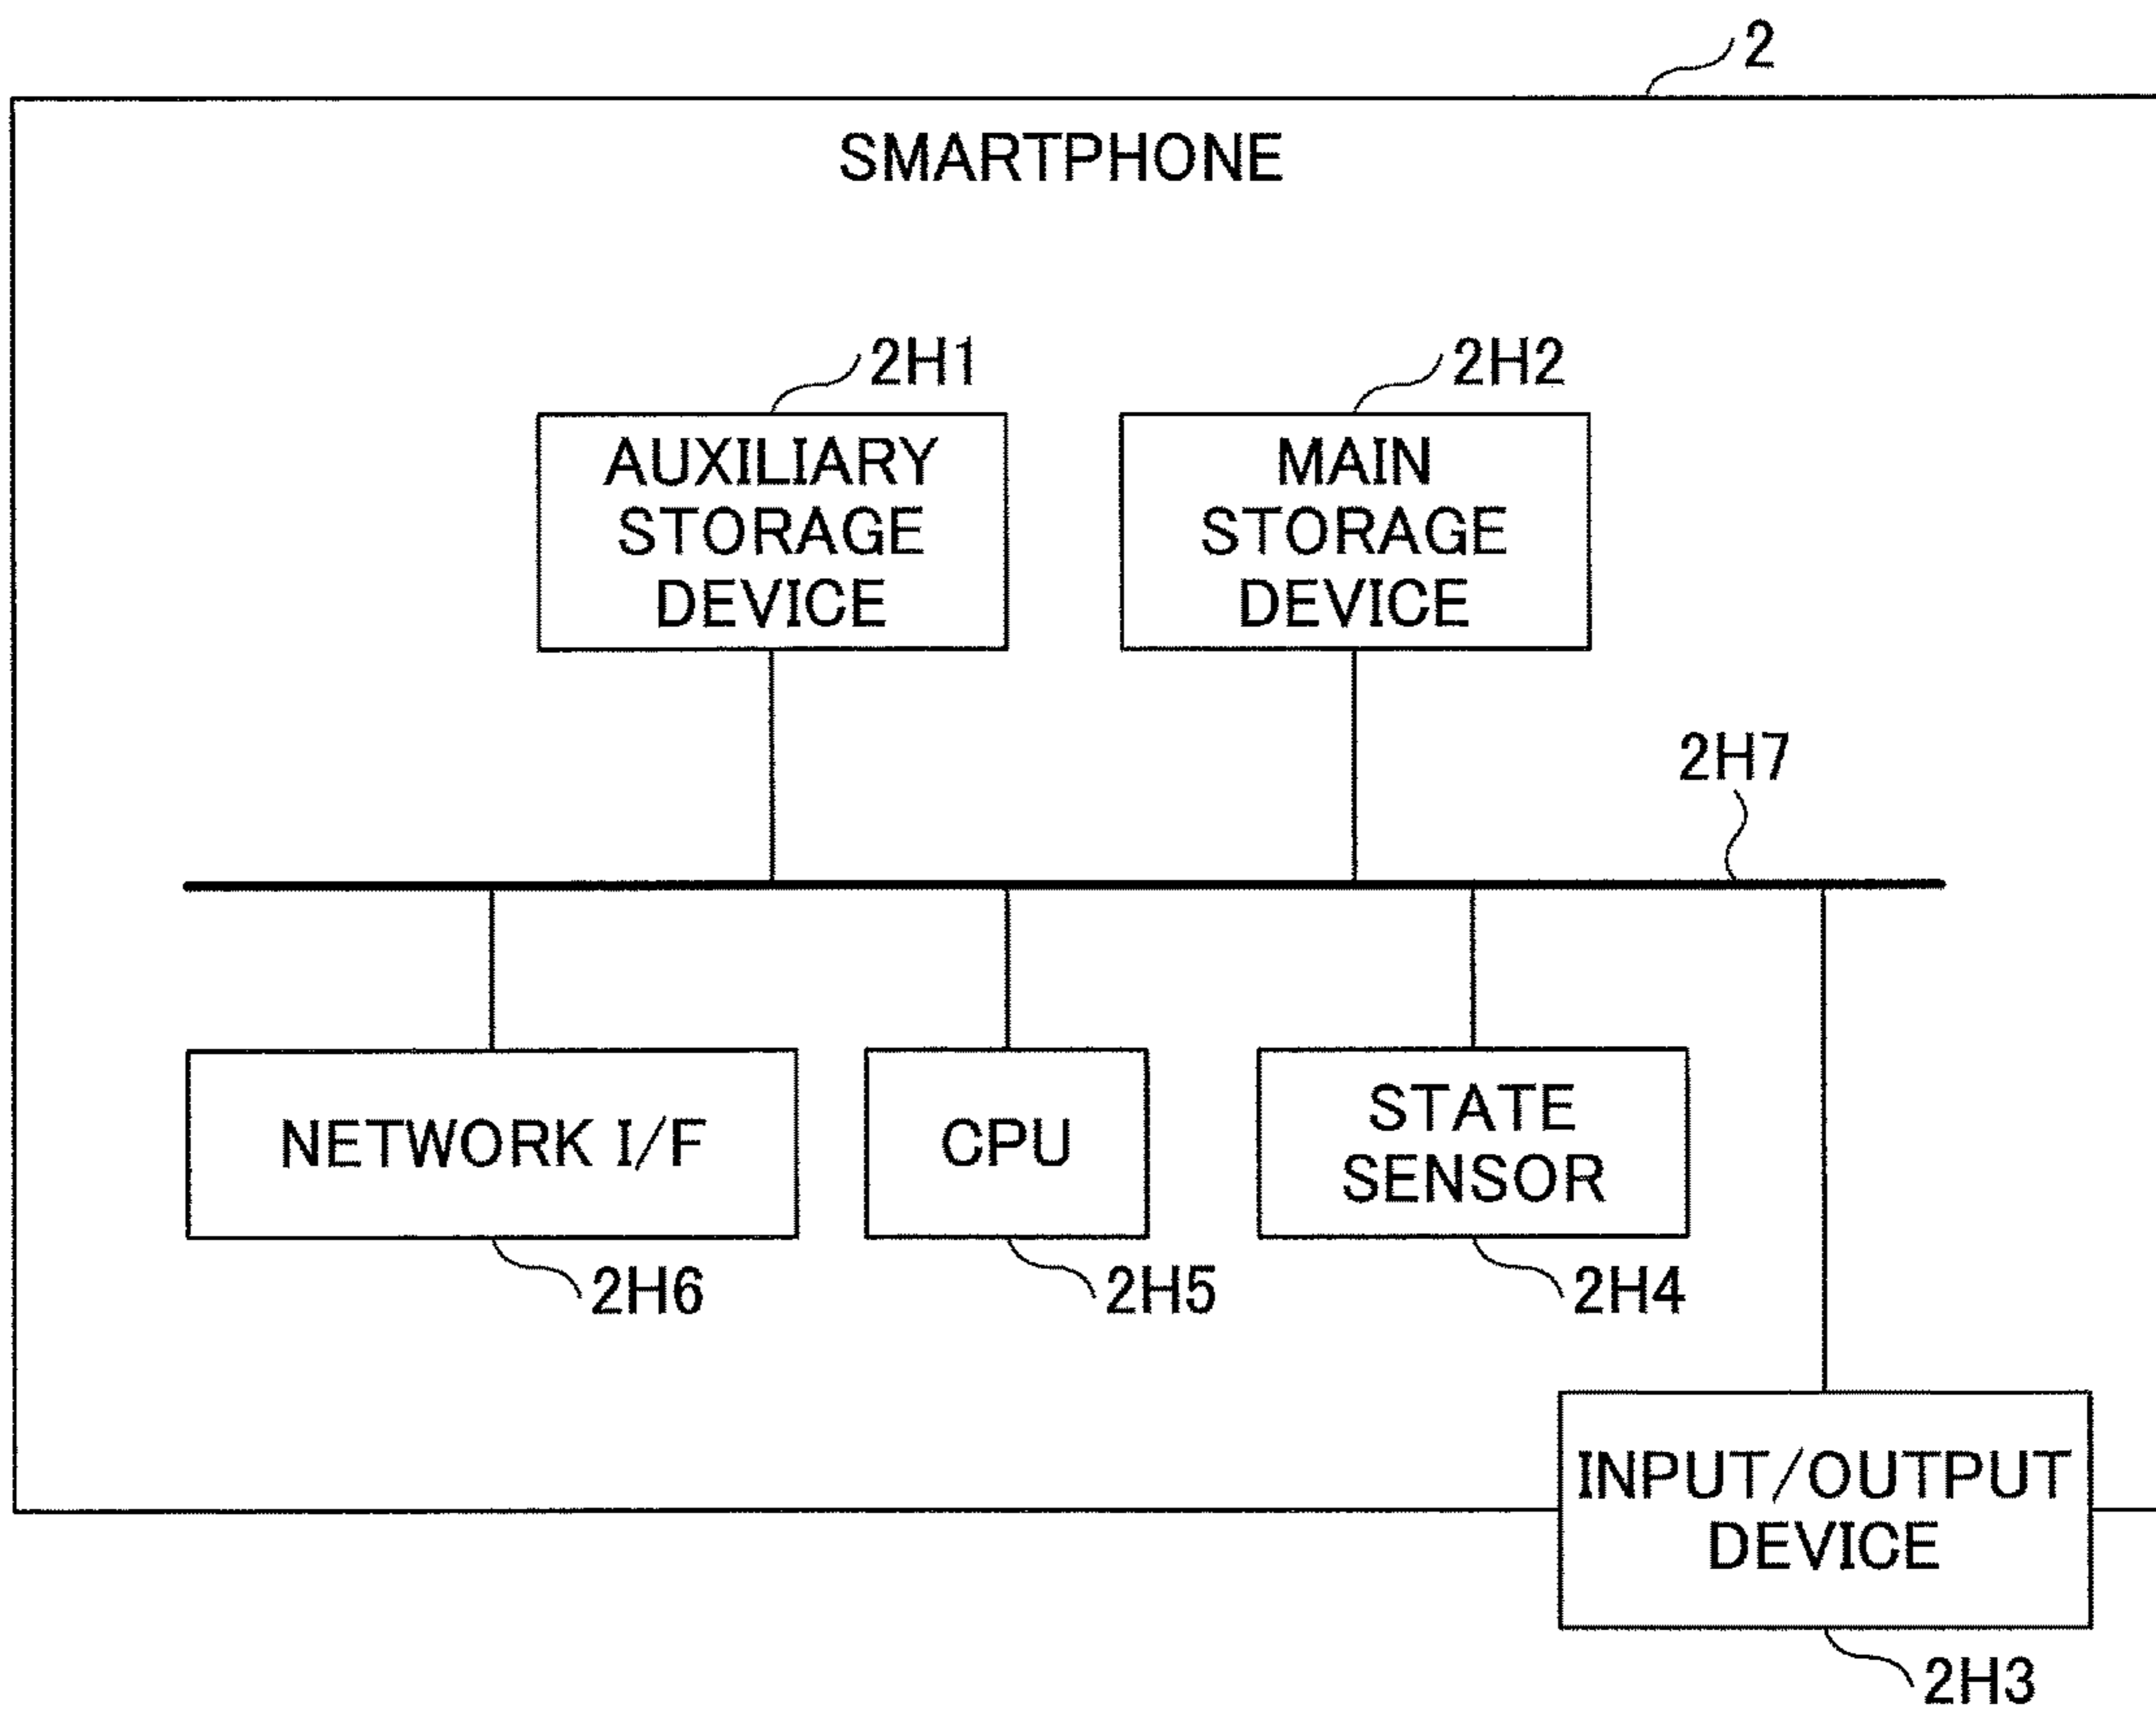 2
SMARTPHONE
2H1
2H2
AUXILIARY
STORAGE
DEVICE
MAIN
STORAGE
DEVICE
2H7
NETWORK I/F
CPU
STATE
SENSOR
2H6
2H5
2H4
INPUT/OUTPUT
DEVICE
2H3